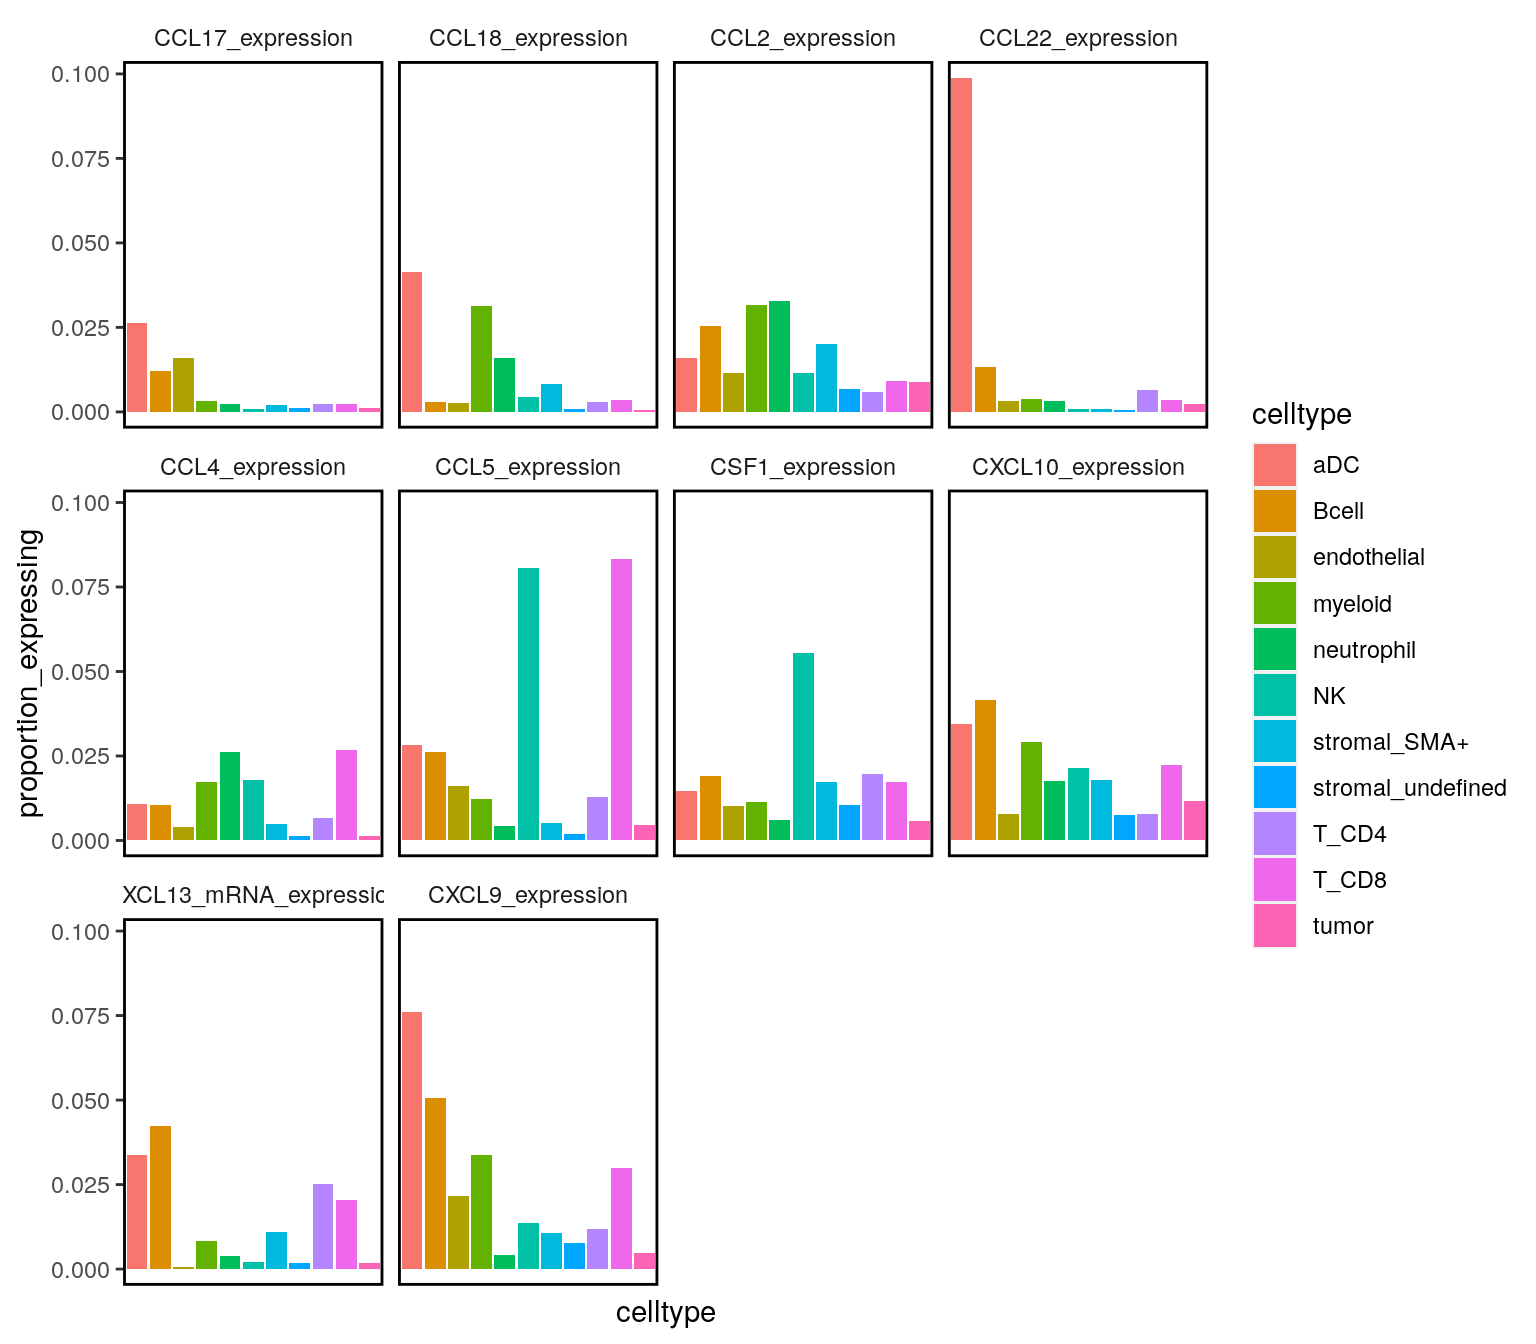 CCL17_expression CCL18_expression CCL2_expression CCL22_expression
0.100
0.075
0.050
0.025
0.000
CCL4_expression CCL5_expression CSF1_expression CXCL10_expression
0.100
0.075
0.050
0.025
0.000
XCL13_mRNA_expressio CXCL9_expression
0.100
0.075
0.050
0.025
0.000
proportion_expressing
celltype
celltype
aDC
Bcell
endothelial
myeloid
neutrophil
NK
stromal_SMA+
stromal_undefined
T_CD4
T_CD8
tumor